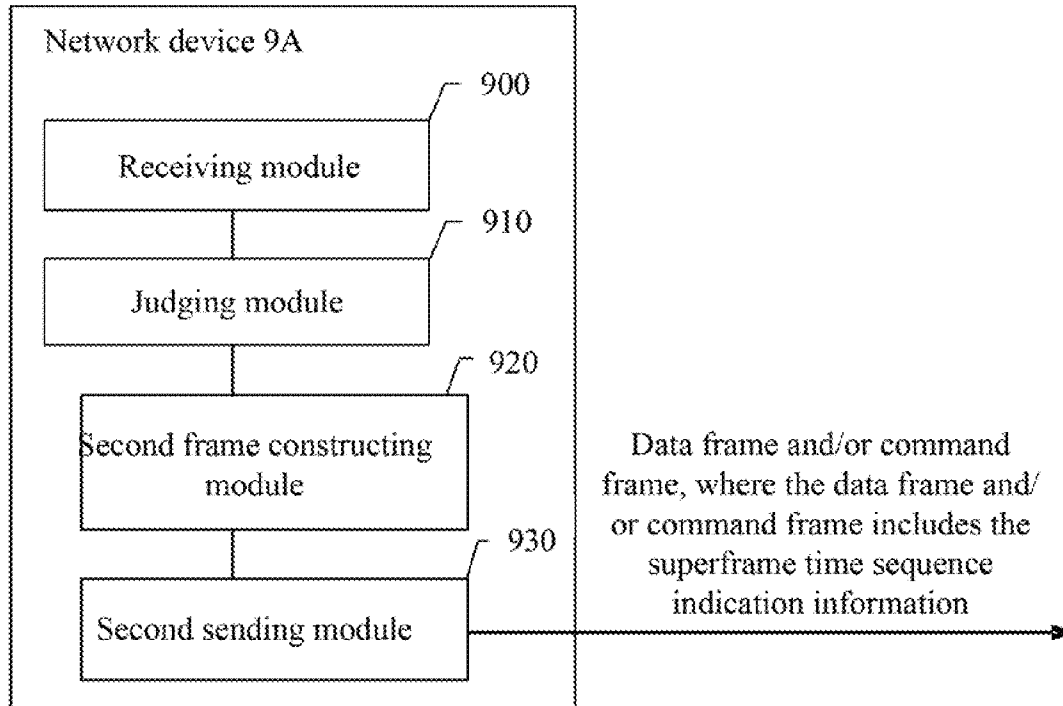 Network device 9A
900
Receiving module
910
Judging module
920
Second frame constructing
module
930
Second sending module
Data frame and/or command
frame, where the data frame and/
or command frame includes the
superframe time sequence
indication information